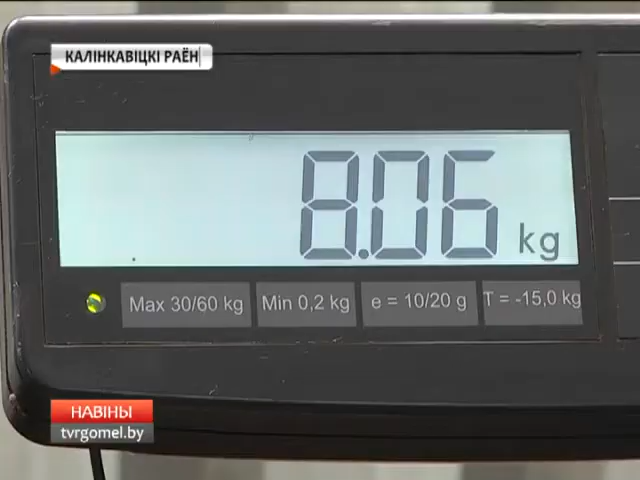 КАЛІНКАВІЦКІ РАЁН
8.06 kg
Max 30/60 kg Min 0,2 kg e = 10/20 g T = -15,0 kg
НАВІНЫ
tvrgomel.by